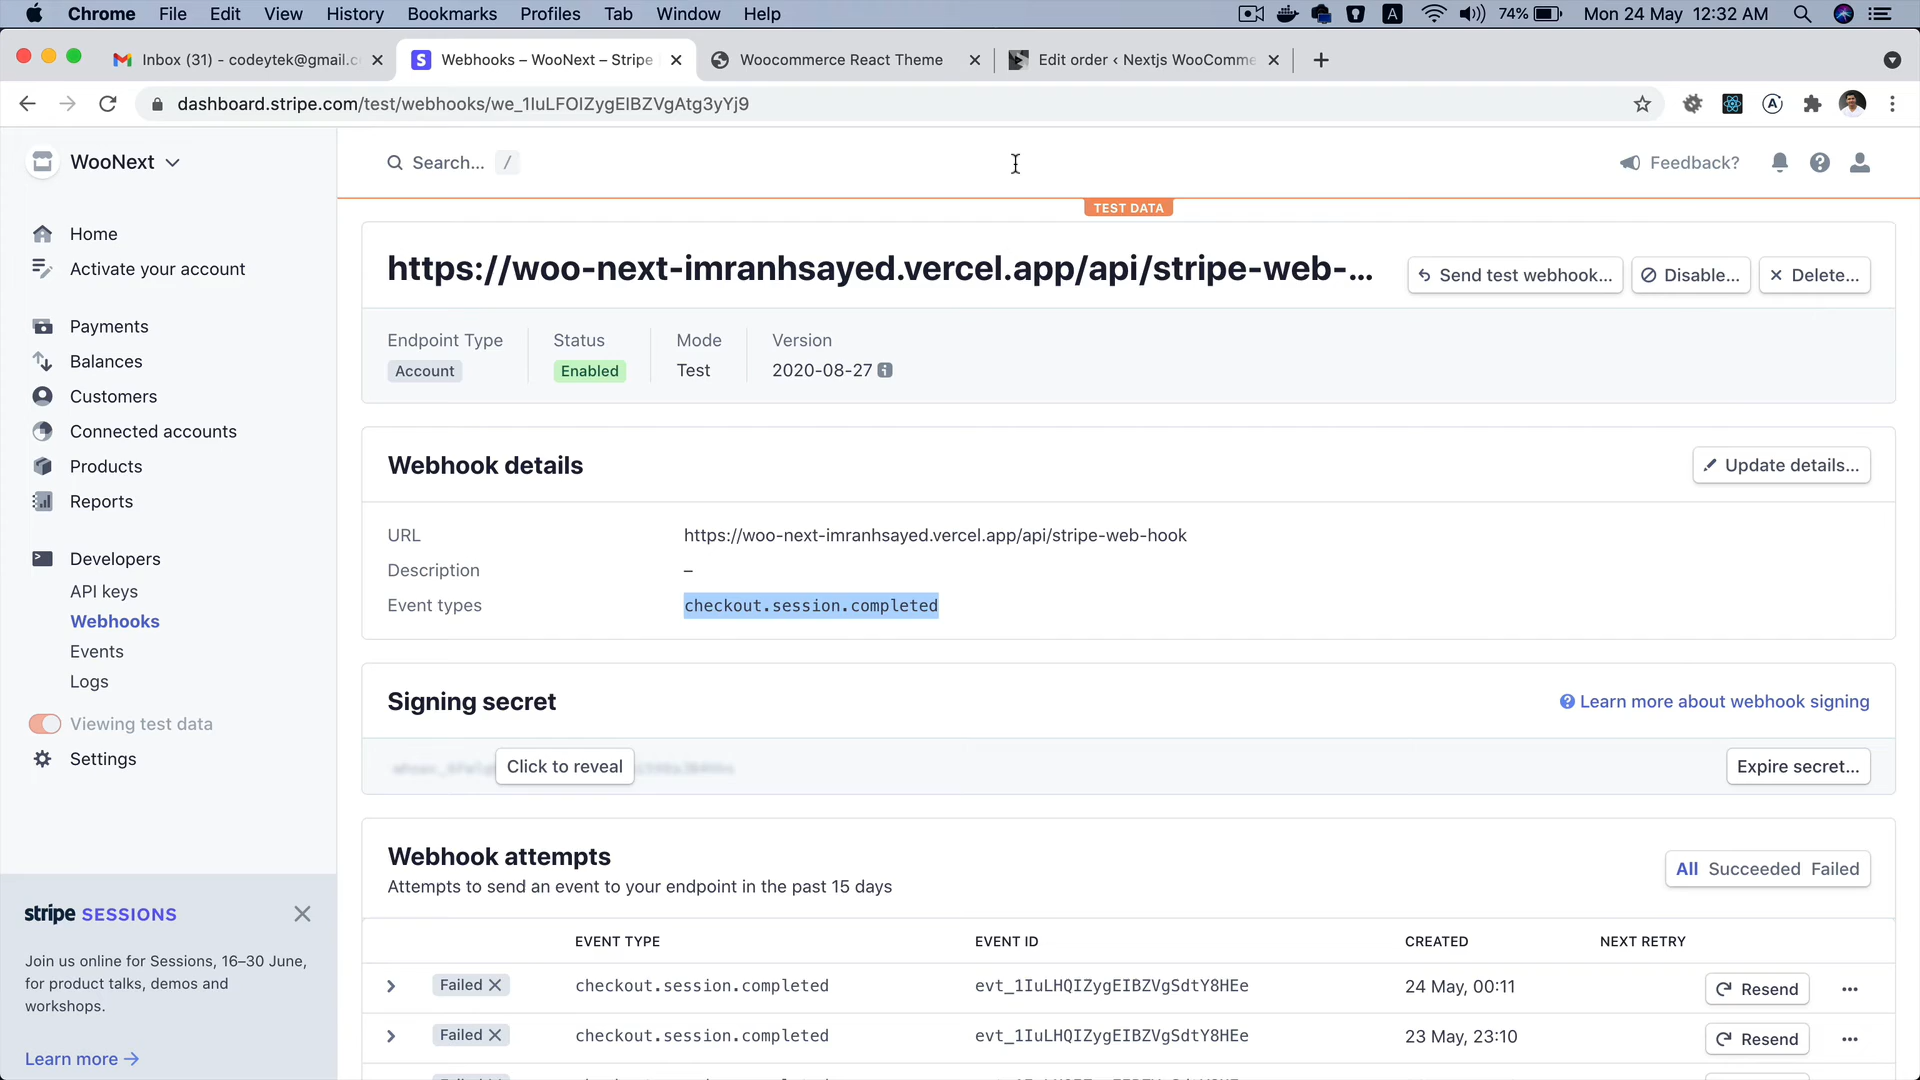 Chrome File Edit View History Bookmarks Profiles Tab Window Help 74% Mon 24 May 12:32 AM
Inbox (31) - codeytek@gmail.c Webhooks – WooNext – Stripe Woocommerce React Theme Edit order ‹ Nextjs WooComme
dashboard.stripe.com/test/webhooks/we_1IuLFOIZygEIBZVgAtg3yYj9
WooNext
Search... /
Feedback?
TEST DATA
Home
Activate your account
Payments
Balances
Customers
Connected accounts
Products
Reports
Developers
API keys
Webhooks
Events
Logs
Viewing test data
Settings
stripe SESSIONS
Join us online for Sessions, 16–30 June,
for product talks, demos and
workshops.
Learn more →
https://woo-next-imranhsayed.vercel.app/api/stripe-web-...
Send test webhook... Disable... Delete...
Endpoint Type Status Mode Version
Account Enabled Test 2020-08-27
Webhook details
Update details...
URL https://woo-next-imranhsayed.vercel.app/api/stripe-web-hook
Description –
Event types checkout.session.completed
Signing secret
Learn more about webhook signing
Click to reveal
Expire secret...
Webhook attempts
Attempts to send an event to your endpoint in the past 15 days
All Succeeded Failed
EVENT TYPE EVENT ID CREATED NEXT RETRY
Failed checkout.session.completed evt_1IuLHQIZygEIBZVgSdtY8HEe 24 May, 00:11 Resend
Failed checkout.session.completed evt_1IuLHQIZygEIBZVgSdtY8HEe 23 May, 23:10 Resend